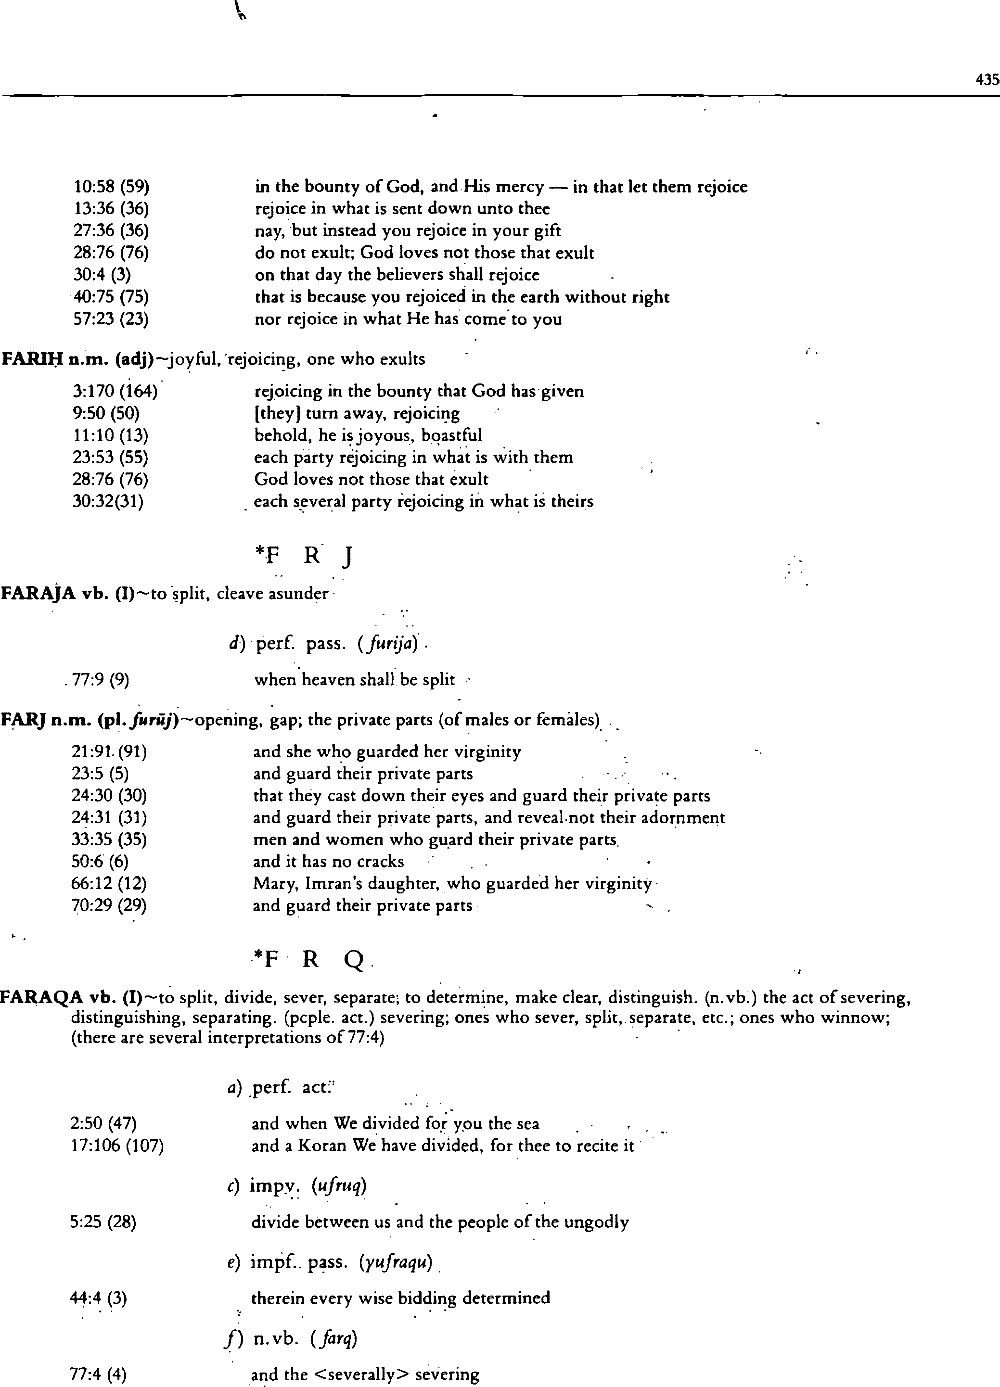 435
10:58 (59) in the bounty of God, and His mercy — in that let them rejoice
13:36 (36) rejoice in what is sent down unto thee
27:36 (36) nay, but instead you rejoice in your gift
28:76 (76) do not exult; God loves not those that exult
30:4 (3) on that day the believers shall rejoice
40:75 (75) that is because you rejoiced in the earth without right
57:23 (23) nor rejoice in what He has come to you
FARIḤ n.m. (adj)~joyful, rejoicing, one who exults
3:170 (164) rejoicing in the bounty that God has given
9:50 (50) [they] turn away, rejoicing
11:10 (13) behold, he is joyous, boastful
23:53 (55) each party rejoicing in what is with them
28:76 (76) God loves not those that exult
30:32(31) each several party rejoicing in what is theirs
*F R J
FARAJA vb. (I)~to split, cleave asunder
d) perf. pass. (furija)
77:9 (9) when heaven shall be split
FARJ n.m. (pl. furūj)~opening, gap; the private parts (of males or females)
21:91 (91) and she who guarded her virginity
23:5 (5) and guard their private parts
24:30 (30) that they cast down their eyes and guard their private parts
24:31 (31) and guard their private parts, and reveal not their adornment
33:35 (35) men and women who guard their private parts
50:6 (6) and it has no cracks
66:12 (12) Mary, Imran's daughter, who guarded her virginity
70:29 (29) and guard their private parts
*F R Q
FARAQA vb. (I)~to split, divide, sever, separate; to determine, make clear, distinguish. (n.vb.) the act of severing,
distinguishing, separating. (pcple. act.) severing; ones who sever, split, separate, etc.; ones who winnow;
(there are several interpretations of 77:4)
a) perf. act.
2:50 (47) and when We divided for you the sea
17:106 (107) and a Koran We have divided, for thee to recite it
c) impv. (ufruq)
5:25 (28) divide between us and the people of the ungodly
e) impf. pass. (yufraqu)
44:4 (3) therein every wise bidding determined
f) n.vb. (farq)
77:4 (4) and the <severally> severing